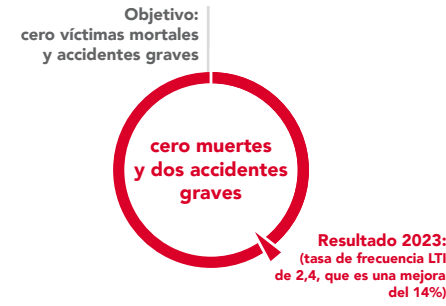 Objetivo:
cero víctimas mortales
y accidentes graves
cero muertes
y dos accidentes
graves
Resultado 2023:
(tasa de frecuencia LTI
de 2,4, que es una mejora
del 14%)